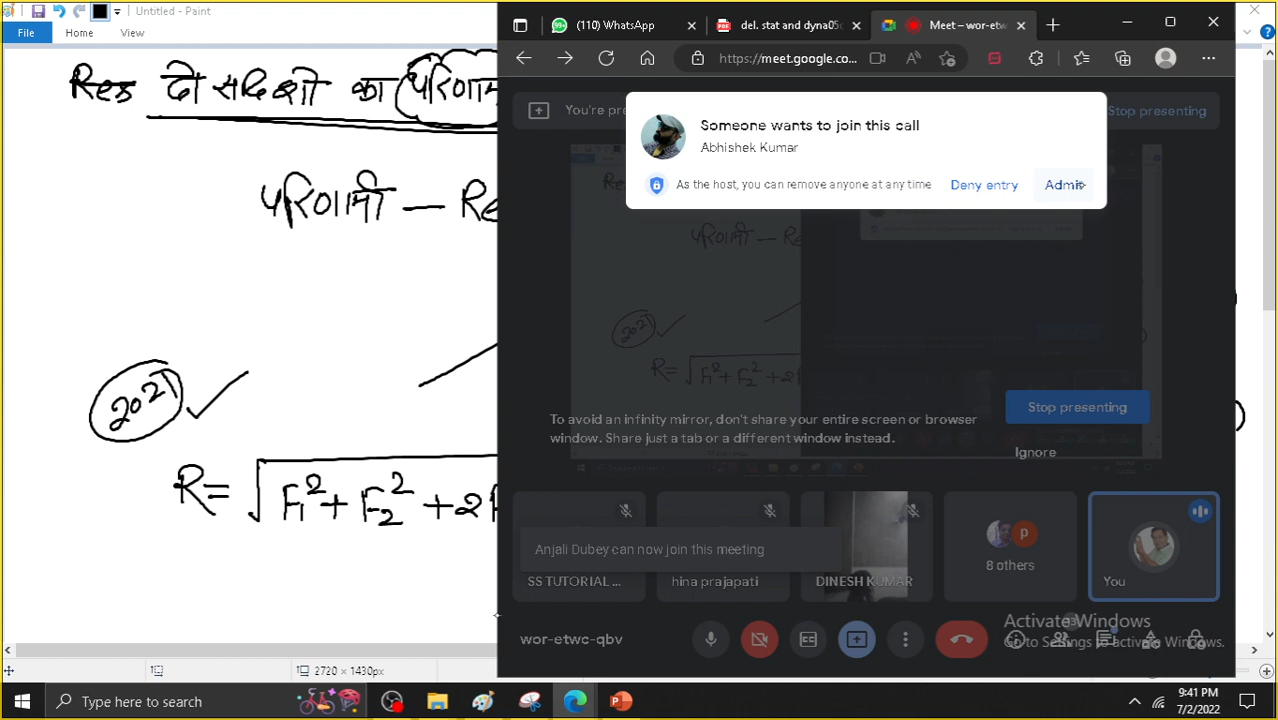 Untitled - Paint
File Home View
Res दो सदिशों का परिणाम
परिणामी — Re
2021
R= √F₁²+F₂²+2F
2720 × 1430px
(110) WhatsApp
del. stat and dyna05
Meet – wor-etw
https://meet.google.co...
You're pre
Stop presenting
Someone wants to join this call
Abhishek Kumar
As the host, you can remove anyone at any time
Deny entry Admit
To avoid an infinity mirror, don't share your entire screen or browser
window. Share just a tab or a different window instead.
Stop presenting
Ignore
Anjali Dubey can now join this meeting
SS TUTORIAL ...
hina prajapati
DINESH KUMAR
p
8 others
You
wor-etwc-qbv
Activate Windows
Go to Settings to activate Windows.
Type here to search
9:41 PM
7/2/2022